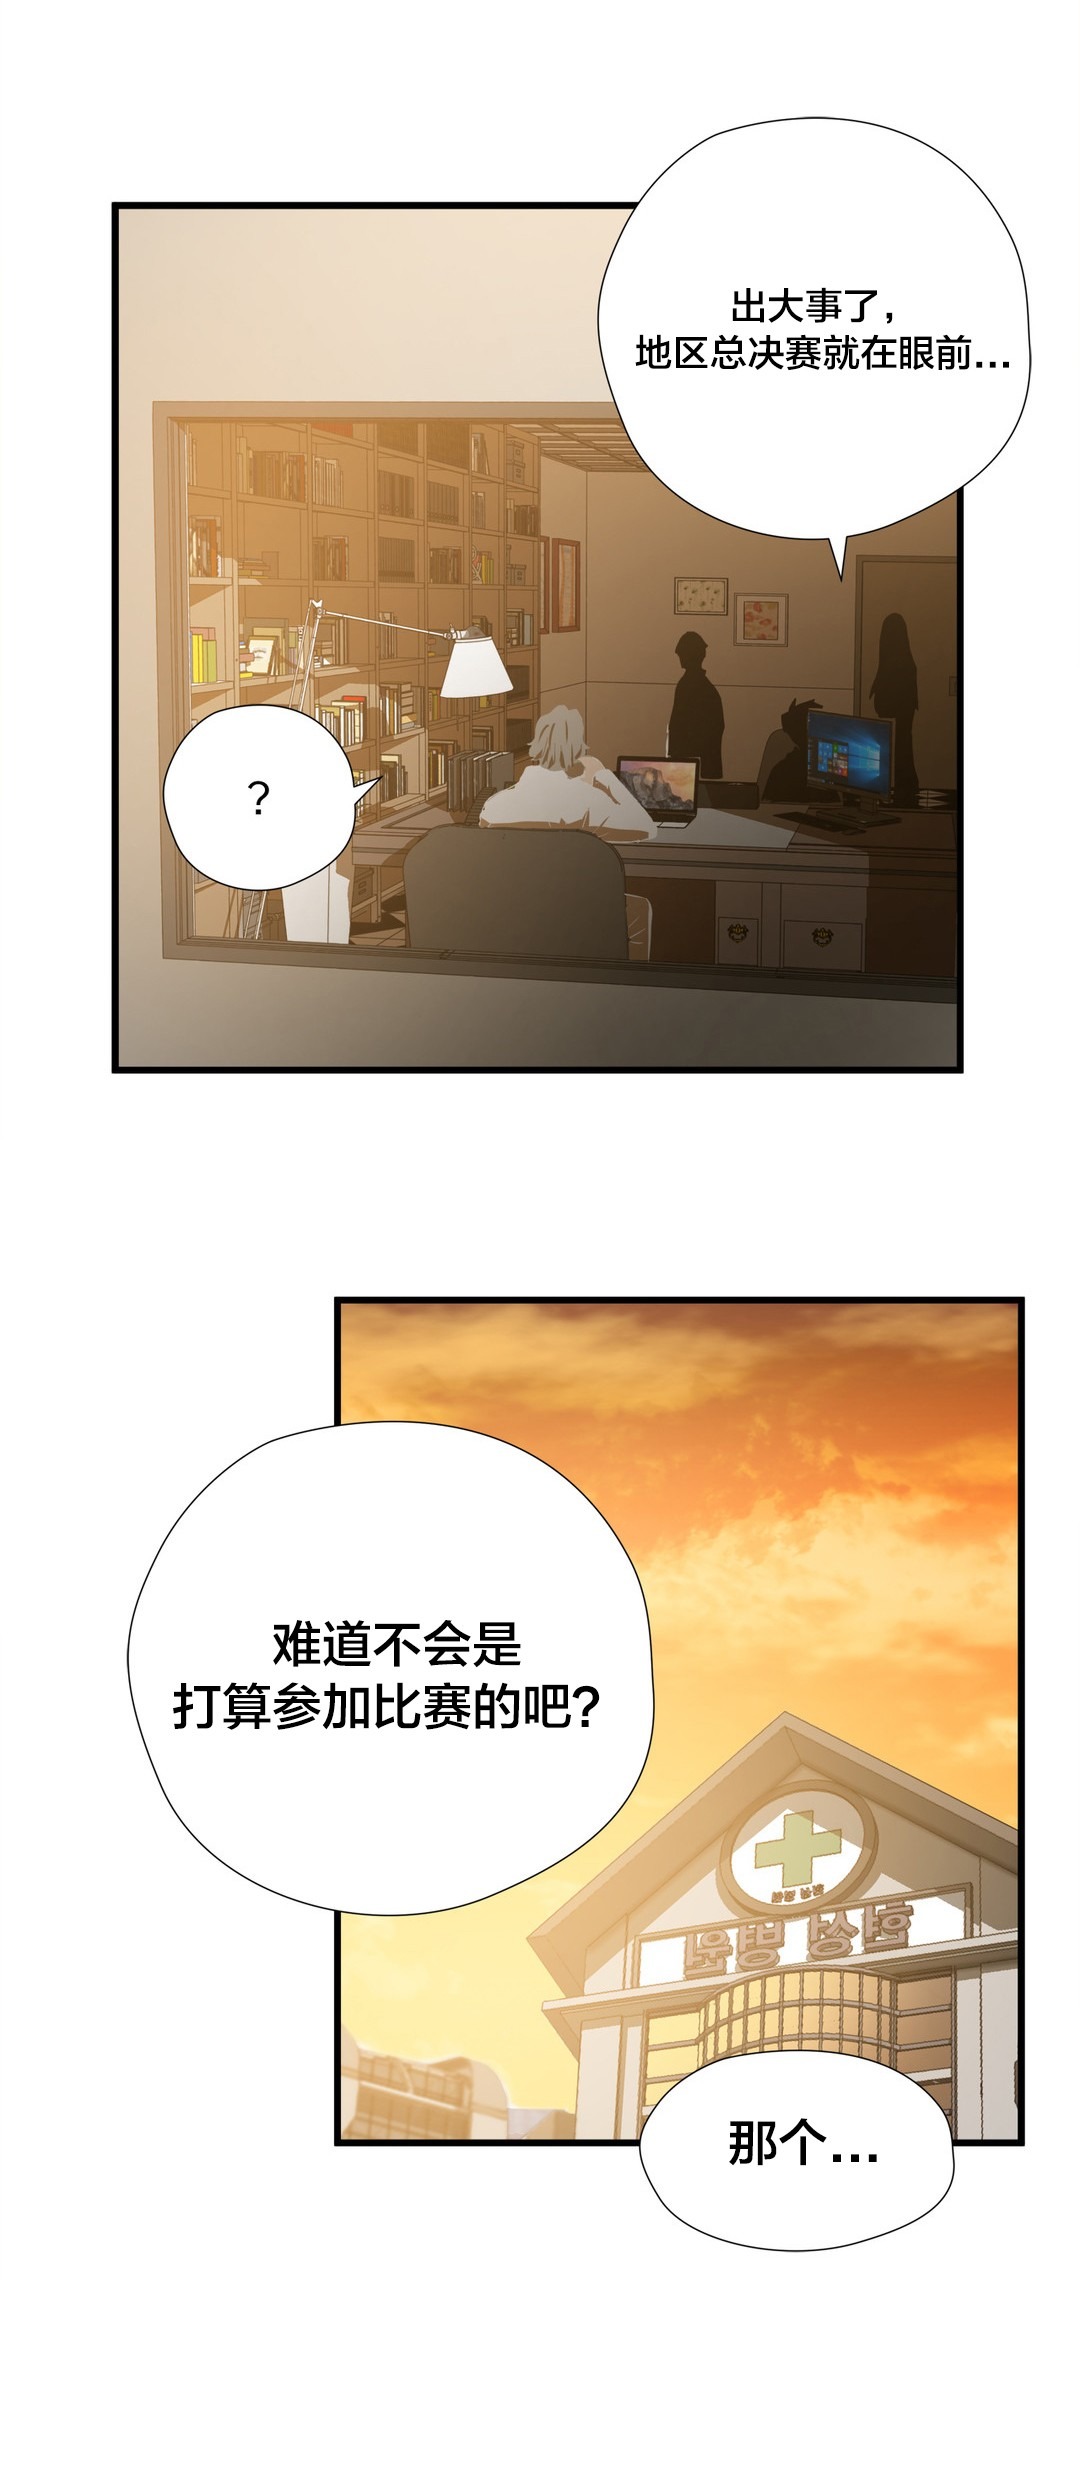 出大事了，
地区总决赛就在眼前…
?
难道不会是
打算参加比赛的吧?
那个…